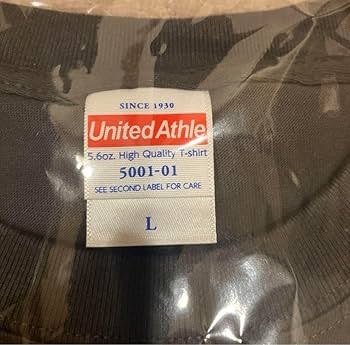 SINCE 1930
United Athle
5.6oz. High Quality T-shirt
5001-01
SEE SECOND LABEL FOR CARE
L